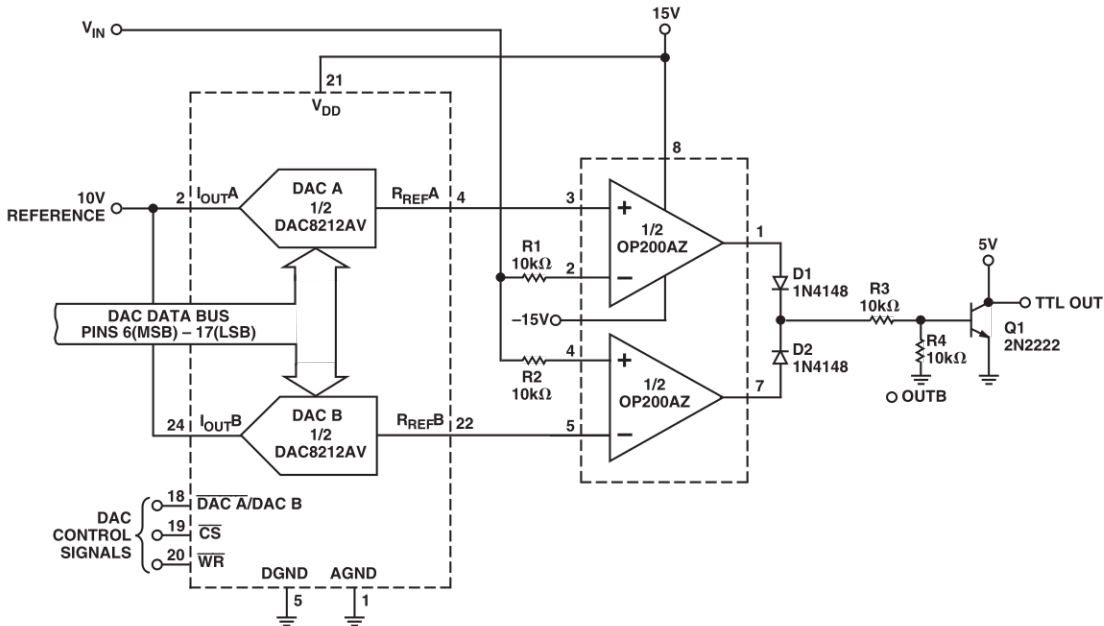 15V
V_IN
21
V_DD
8
10V
REFERENCE
2
I_OUT A
DAC A
1/2
DAC8212AV
R_REF A
4
3
+
1/2
OP200AZ
1
R1
10kΩ
2
−
D1
1N4148
5V
TTL OUT
DAC DATA BUS
PINS 6(MSB) – 17(LSB)
–15V
R3
10kΩ
Q1
2N2222
R4
10kΩ
OUTB
R2
10kΩ
4
+
1/2
OP200AZ
D2
1N4148
7
24
I_OUT B
DAC B
1/2
DAC8212AV
R_REF B
22
5
−
DAC
CONTROL
SIGNALS
18
DAC A/DAC B
19
CS
20
WR
DGND
AGND
5
1